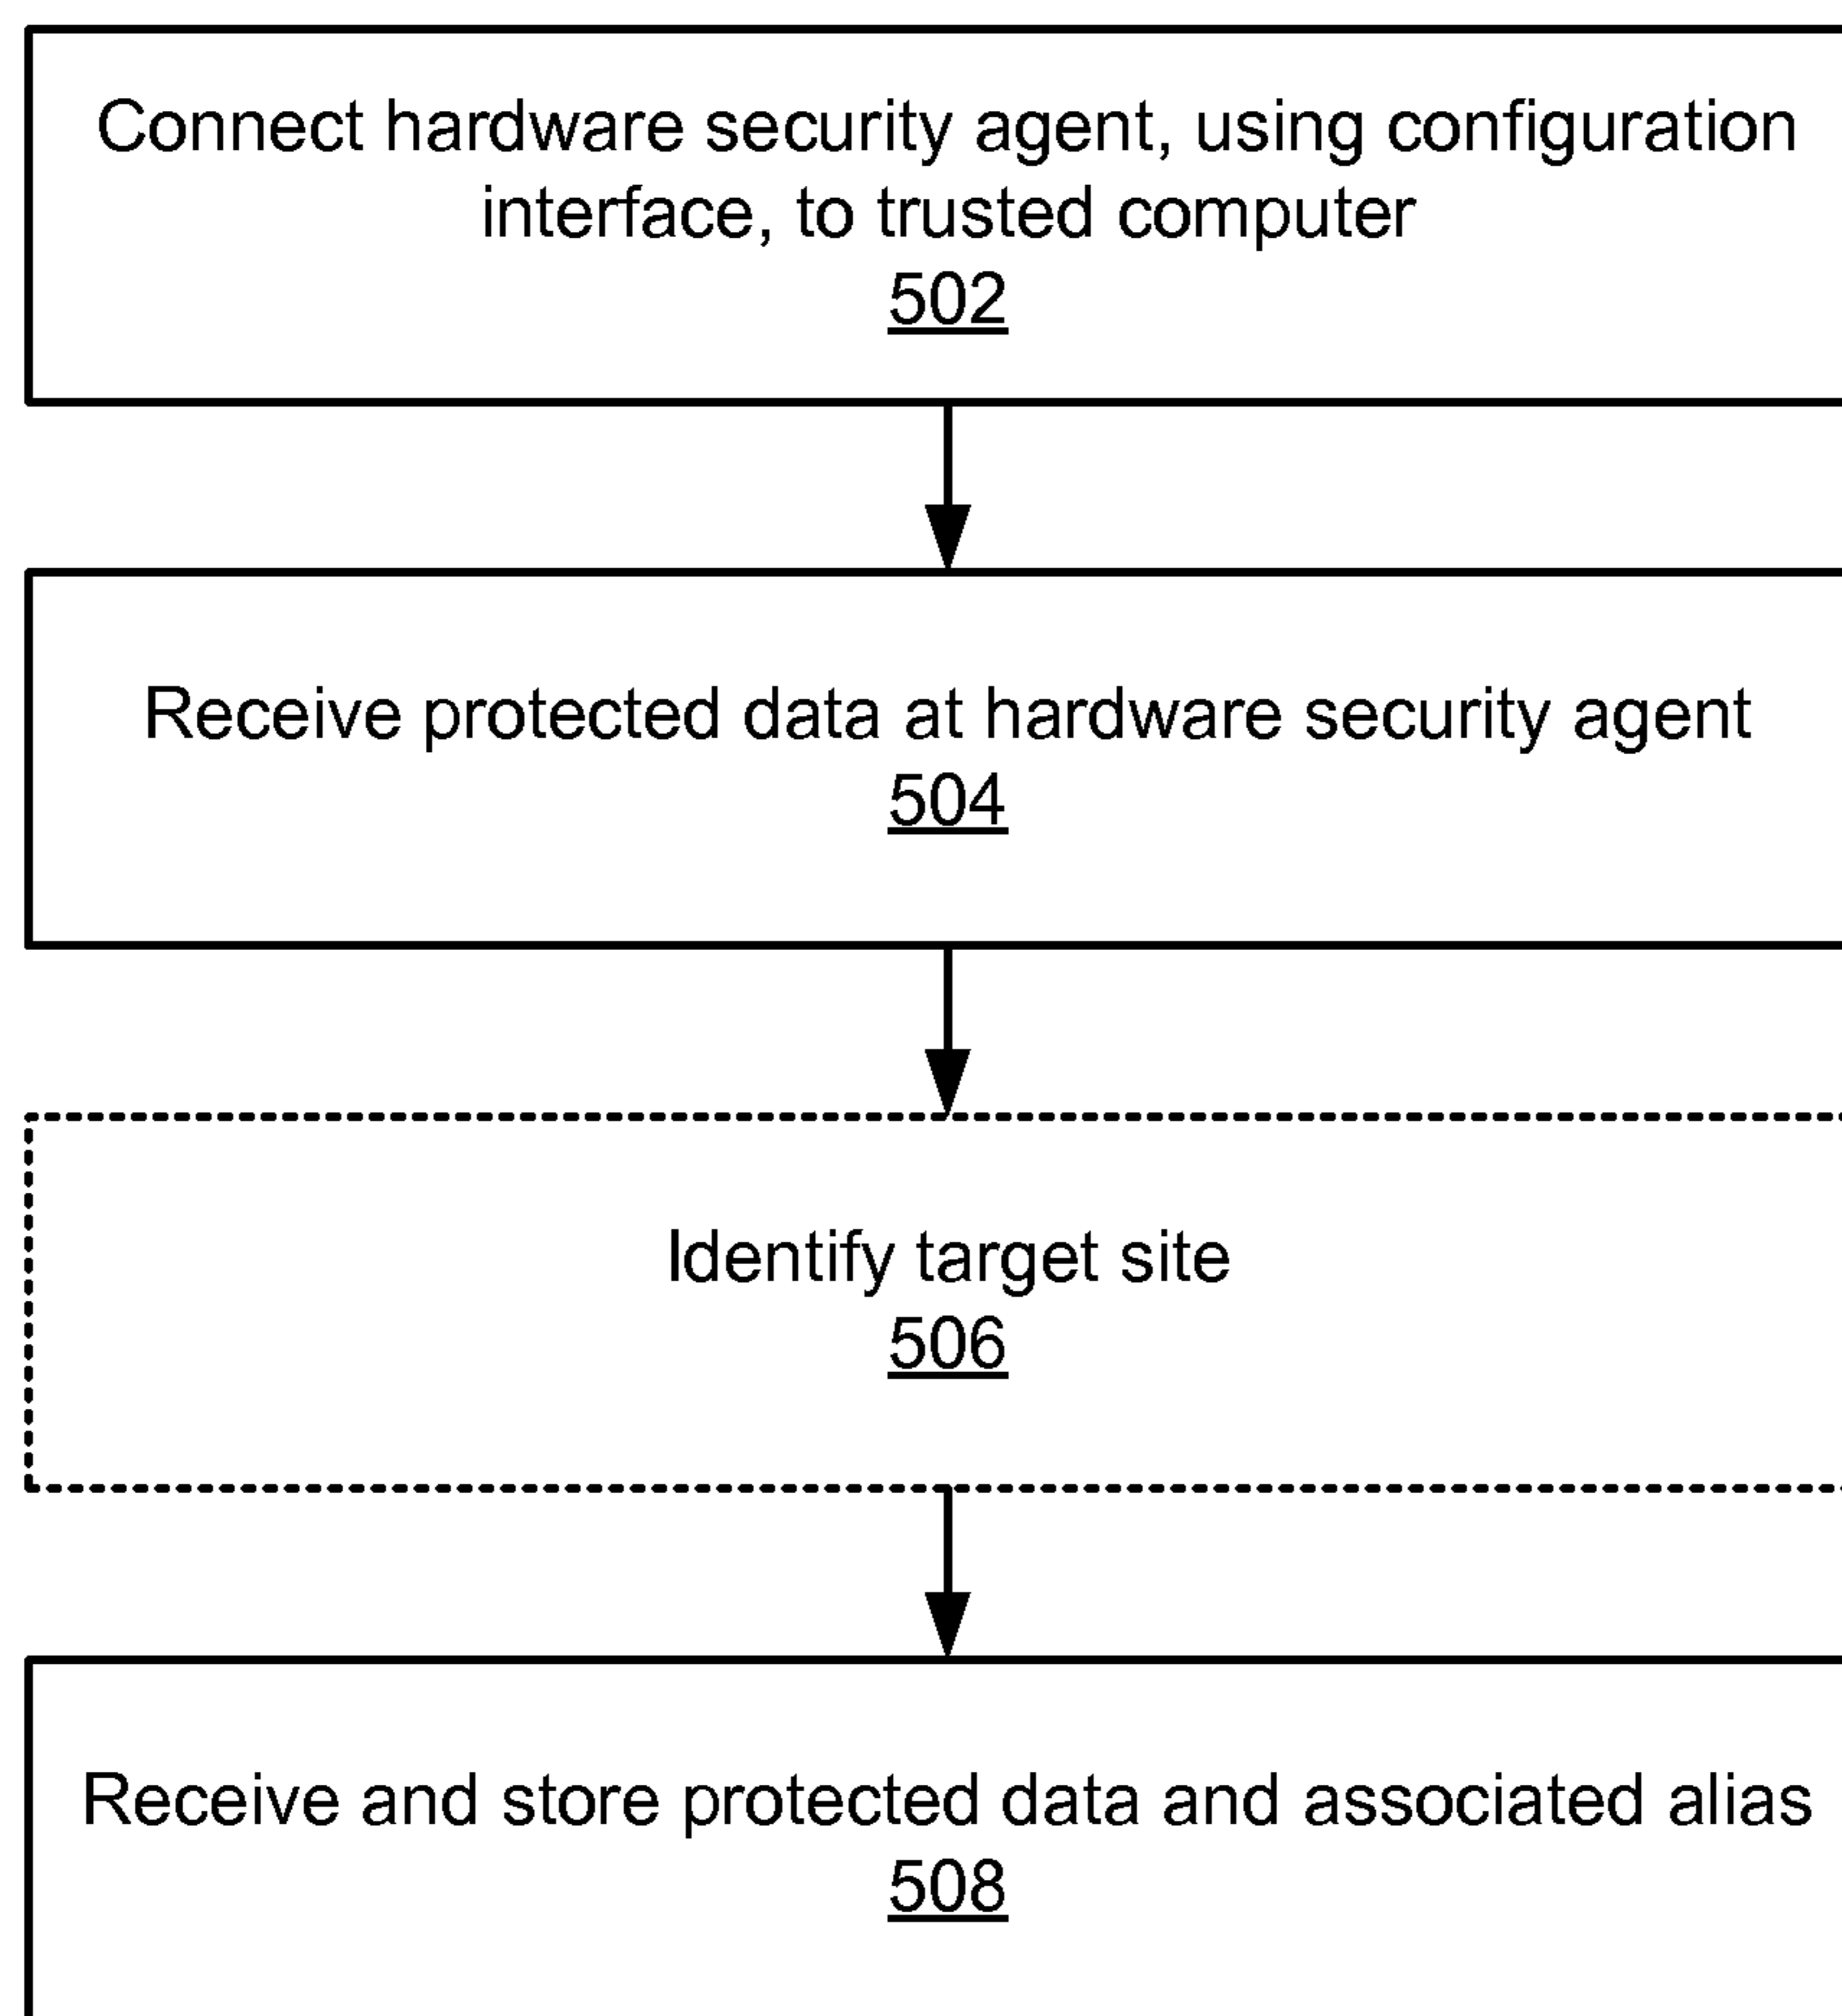 Connect hardware security agent, using configuration
interface, to trusted computer
502
Receive protected data at hardware security agent
504
Identify target site
506
Receive and store protected data and associated alias
508